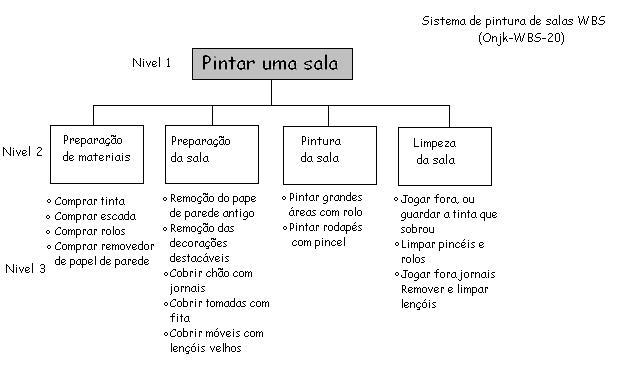 Sistema de pintura de salas WBS
(Onjk-WBS-20)
Nivel 1
Pintar uma sala
Nivel 2
Preparação
de materiais
Preparação
da sala
Pintura
da sala
Limpeza
da sala
Nivel 3
Comprar tinta
Comprar escada
Comprar rolos
Comprar removedor
de papel de parede
Remoção do pape
de parede antigo
Remoção das
decorações
destacáveis
Cobrir chão com
jornais
Cobrir tomadas com
fita
Cobrir móveis com
lençóis velhos
Pintar grandes
áreas com rolo
Pintar rodapés
com pincel
Jogar fora, ou
guardar a tinta que
sobrou
Limpar pincéis e
rolos
Jogar fora jornais
Remover e limpar
lençóis